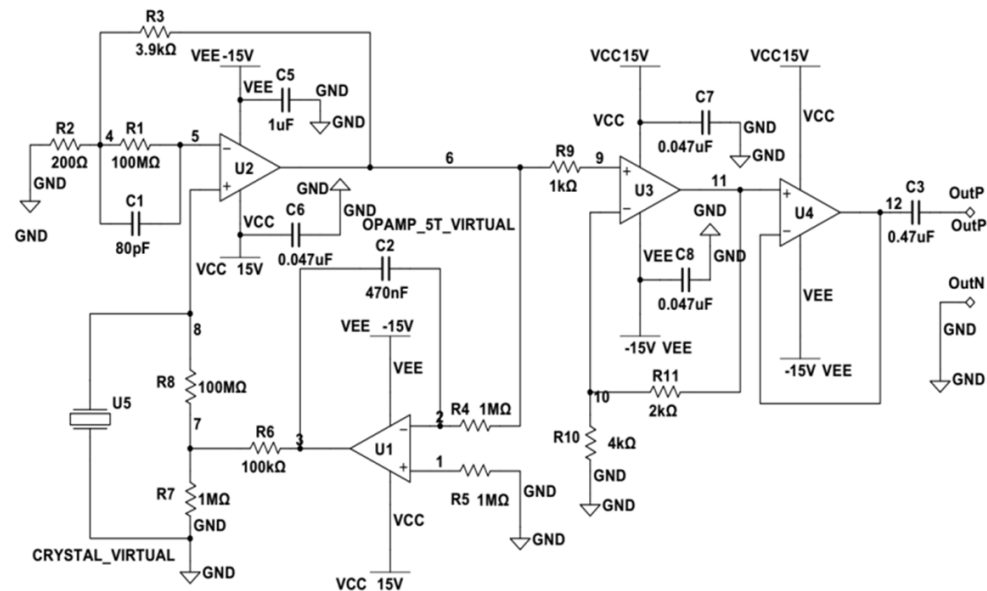 R3
3.9kΩ
VEE -15V
VEE
C5
1uF
GND
GND
R2
200Ω
4
R1
100MΩ
5
−
+
U2
GND
GND
C1
80pF
VCC
VCC 15V
C6
0.047uF
GND
GND
6
OPAMP_5T_VIRTUAL
C2
470nF
R9
1kΩ
9
VCC15V
VCC
C7
0.047uF
GND
GND
+
−
U3
11
VEE
C8
0.047uF
GND
GND
-15V VEE
VCC15V
VCC
+
−
U4
VEE
-15V VEE
12
C3
0.47uF
OutP
OutP
OutN
GND
GND
10
R11
2kΩ
R10
4kΩ
GND
GND
8
R8
100MΩ
7
U5
R7
1MΩ
GND
GND
CRYSTAL_VIRTUAL
R6
100kΩ
3
VEE -15V
VEE
U1
−
+
2
R4 1MΩ
1
R5 1MΩ
GND
GND
VCC
VCC 15V